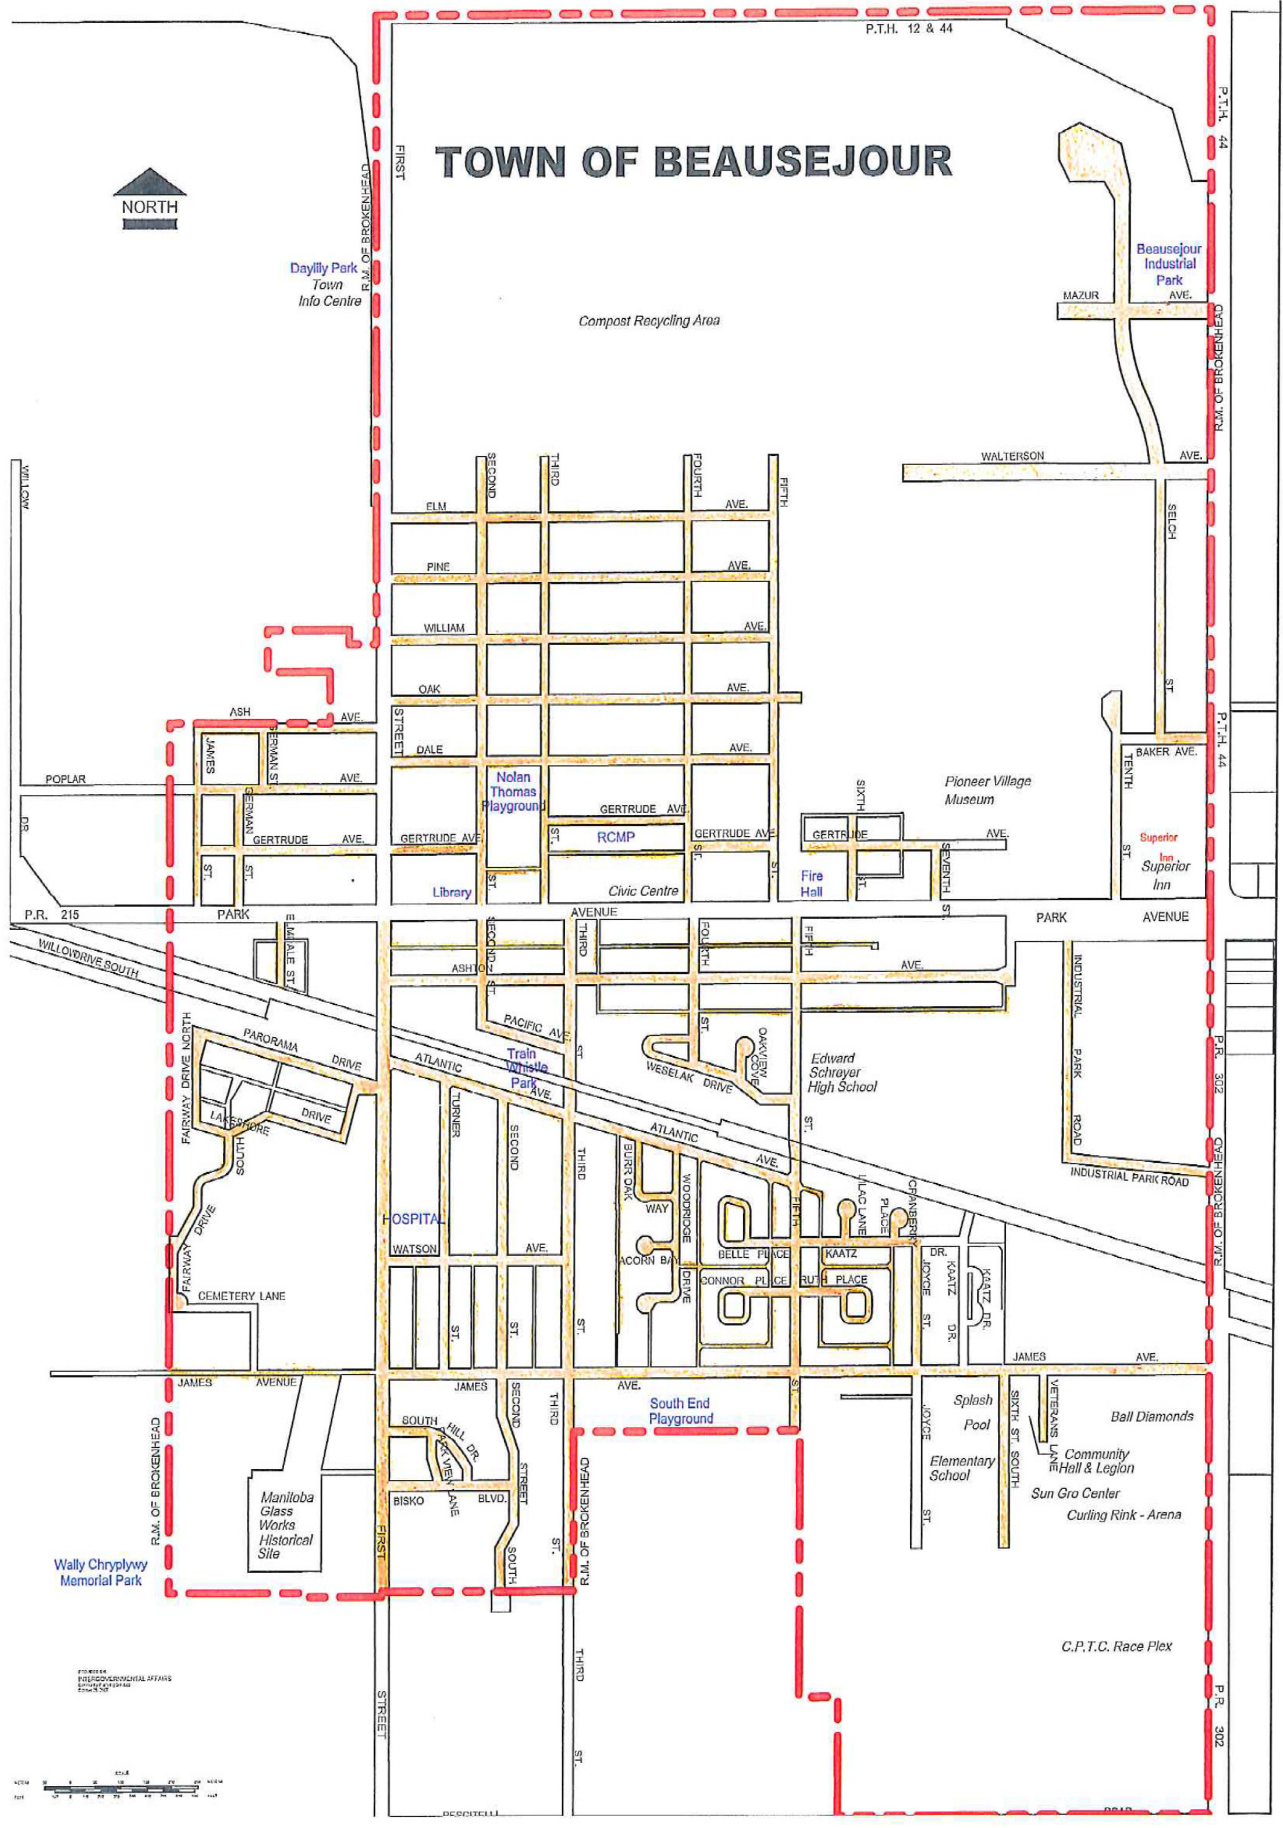 P.T.H. 12 & 44
P.T.H. 44
FIRST
TOWN OF BEAUSEJOUR
R.M. OF BROKENHEAD
NORTH
Daylily Park
Town
Info Centre
Beausejour
Industrial
Park
MAZUR AVE.
Compost Recycling Area
R.M. OF BROKENHEAD
WALTERSON AVE.
WILLOW
SECOND
THIRD
FOURTH
FIFTH
ELM AVE.
SELCH
PINE AVE.
WILLIAM AVE.
OAK AVE.
ST.
ASH AVE.
STREET
P.T.H. 44
JAMES
GERMAN ST.
DALE AVE.
BAKER AVE.
TENTH
POPLAR AVE.
Nolan
Thomas
Playground
Pioneer Village
Museum
SIXTH
GERMAN
GERTRUDE AVE.
DR.
GERTRUDE AVE.
GERTRUDE AVE.
ST.
RCMP
GERTRUDE AVE.
GERTRUDE AVE.
Superior
Inn
Superior
Inn
ST.
SEVENTH ST.
ST.
ST.
ST.
ST.
ST.
ST.
Library
Civic Centre
Fire
Hall
P.R. 215 PARK AVENUE PARK AVENUE
WILLOWDRIVE SOUTH
ELMDALE ST.
SECOND
THIRD
FOURTH
FIFTH
ASHTON AVE.
ST.
INDUSTRIAL PARK ROAD
PACIFIC AVE.
ST.
ST.
FAIRWAY DRIVE NORTH
PARORAMA DRIVE
ATLANTIC AVE.
Train
Whistle
Park
WESELAK DRIVE
OAKVIEW COVE
Edward
Schreyer
High School
P.R. 302
LAKESHORE DRIVE
TURNER
SECOND
THIRD
ATLANTIC AVE.
ST.
SOUTH
BURR OAK
WAY
WOODRIDGE
DRIVE
FIFTH
LILAC LANE
PLACE
CRANBERRY
INDUSTRIAL PARK ROAD
R.M. OF BROKENHEAD
DRIVE
FAIRWAY
HOSPITAL
WATSON AVE.
ACORN BAY
BELLE PLACE
KAATZ DR.
CONNOR PLACE
RUTH PLACE
JOYCE ST.
KAATZ DR.
KAATZ DR.
CEMETERY LANE
ST.
ST.
ST.
JAMES AVENUE
JAMES AVE.
JAMES AVE.
ST.
R.M. OF BROKENHEAD
SOUTH HILL DR.
PARK VIEW LANE
BISKO BLVD.
SECOND
STREET
SOUTH
THIRD
ST.
South End
Playground
R.M. OF BROKENHEAD
JOYCE
ST.
Splash
Pool
SIXTH ST. SOUTH
VETERANS LANE
Ball Diamonds
Elementary
School
Community
Hall & Legion
Sun Gro Center
Curling Rink - Arena
Manitoba
Glass
Works
Historical
Site
FIRST
Wally Chryplywy
Memorial Park
C.P.T.C. Race Plex
THIRD
INTERGOVERNMENTAL AFFAIRS
STREET
ST.
P.R. 302
ROAD